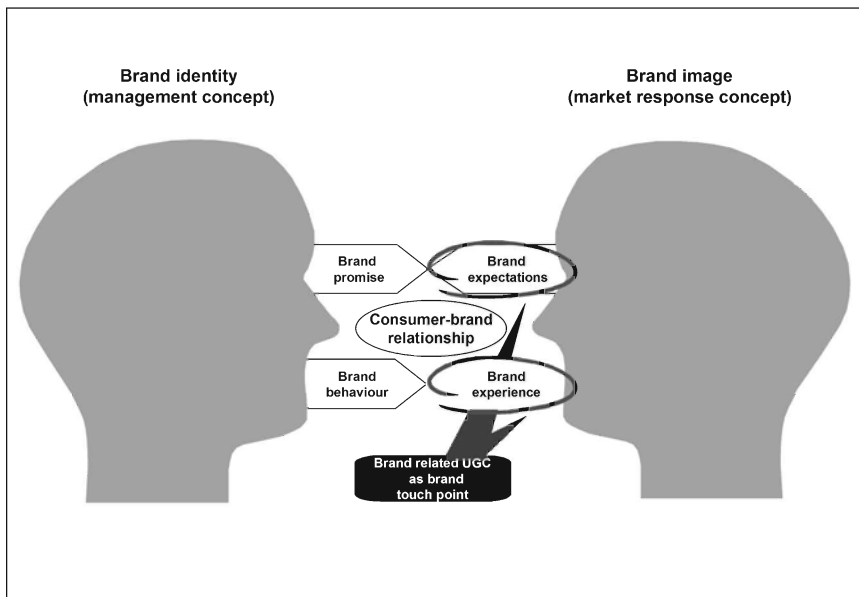 Brand identity
(management concept)
Brand image
(market response concept)
Brand
promise
Brand
expectations
Consumer-brand
relationship
Brand
behaviour
Brand
experience
Brand related UGC
as brand
touch point